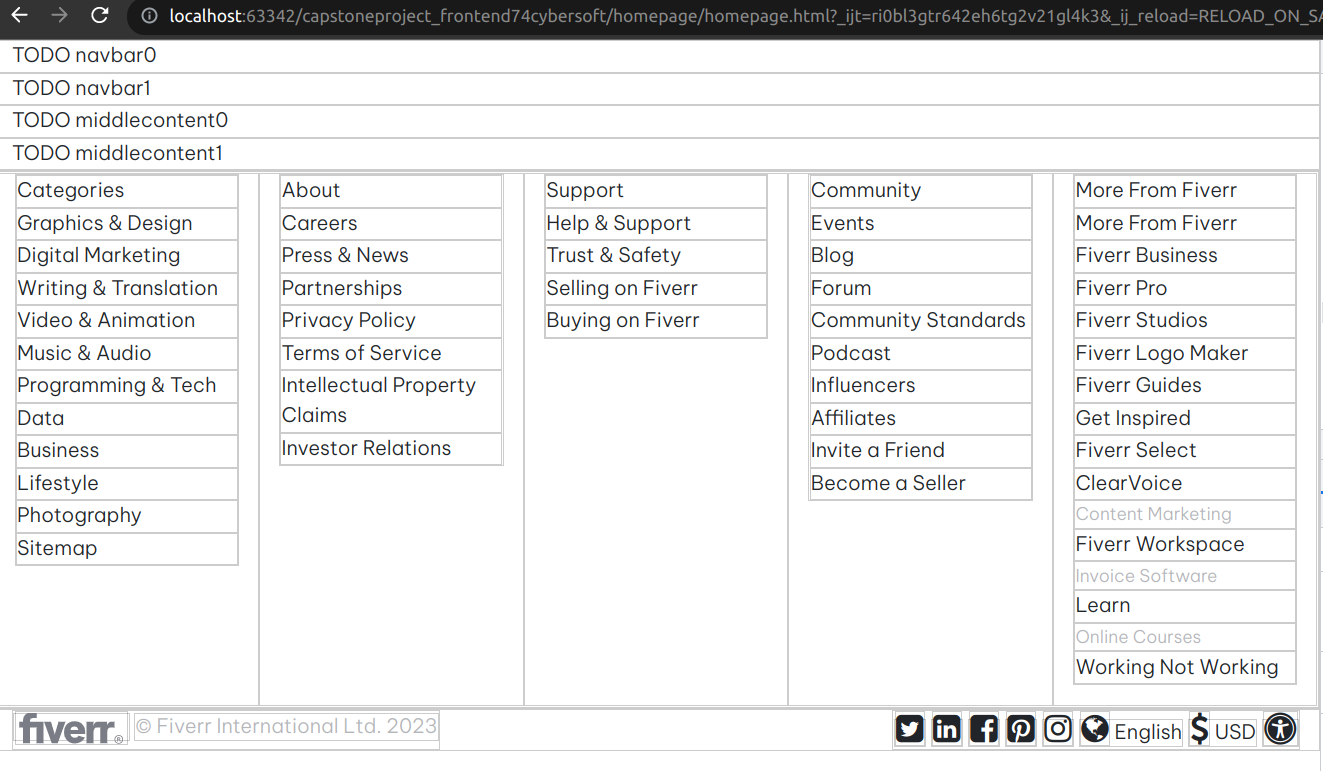 localhost:63342/capstoneproject_frontend74cybersoft/homepage/homepage.html?_ijt=ri0bl3gtr642eh6tg2v21gl4k3&_ij_reload=RELOAD_ON_SA
TODO navbar0
TODO navbar1
TODO middlecontent0
TODO middlecontent1
Categories
Graphics & Design
Digital Marketing
Writing & Translation
Video & Animation
Music & Audio
Programming & Tech
Data
Business
Lifestyle
Photography
Sitemap
About
Careers
Press & News
Partnerships
Privacy Policy
Terms of Service
Intellectual Property
Claims
Investor Relations
Support
Help & Support
Trust & Safety
Selling on Fiverr
Buying on Fiverr
Community
Events
Blog
Forum
Community Standards
Podcast
Influencers
Affiliates
Invite a Friend
Become a Seller
More From Fiverr
More From Fiverr
Fiverr Business
Fiverr Pro
Fiverr Studios
Fiverr Logo Maker
Fiverr Guides
Get Inspired
Fiverr Select
ClearVoice
Content Marketing
Fiverr Workspace
Invoice Software
Learn
Online Courses
Working Not Working
fiverr® © Fiverr International Ltd. 2023 English $ USD